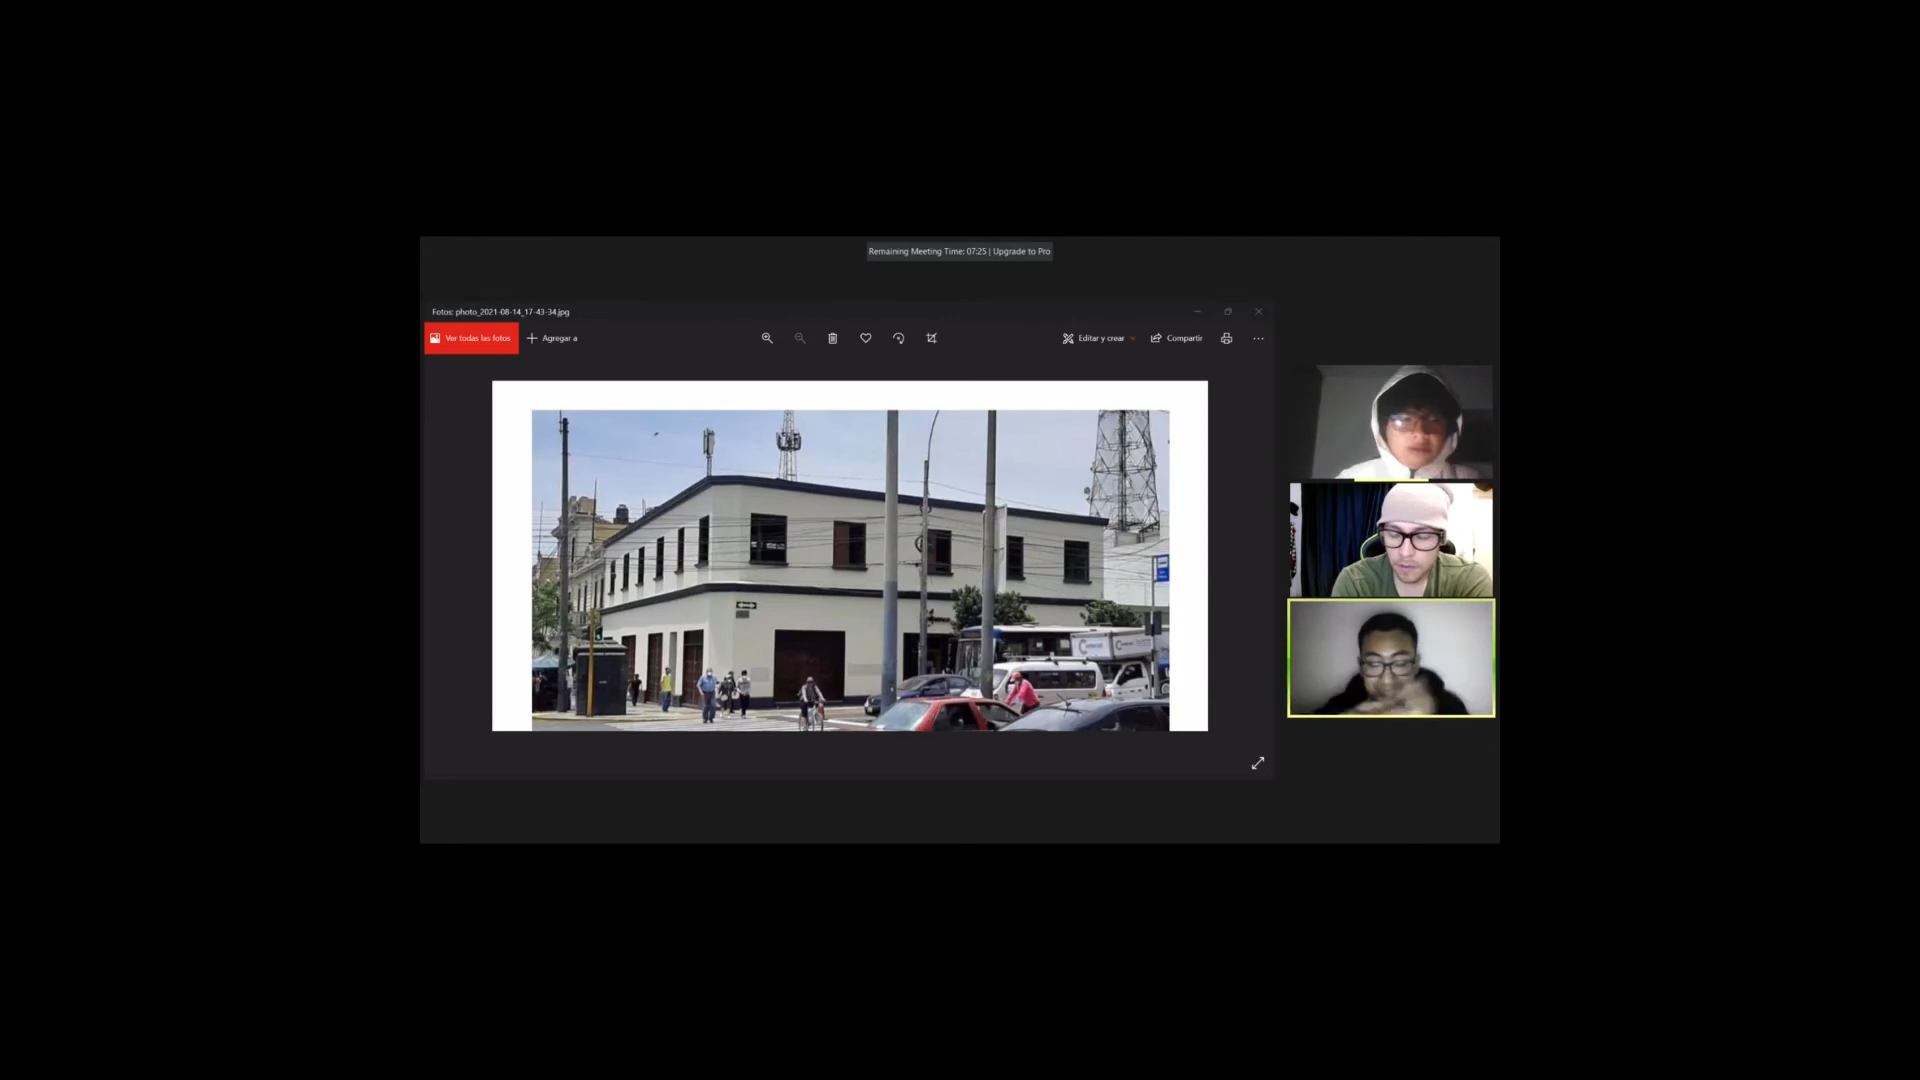 Remaining Meeting Time: 07:25 | Upgrade to Pro
Fotos: photo_2021-08-14_17-43-34.jpg
Ver todas las fotos
Agregar a
Editar y crear
Compartir